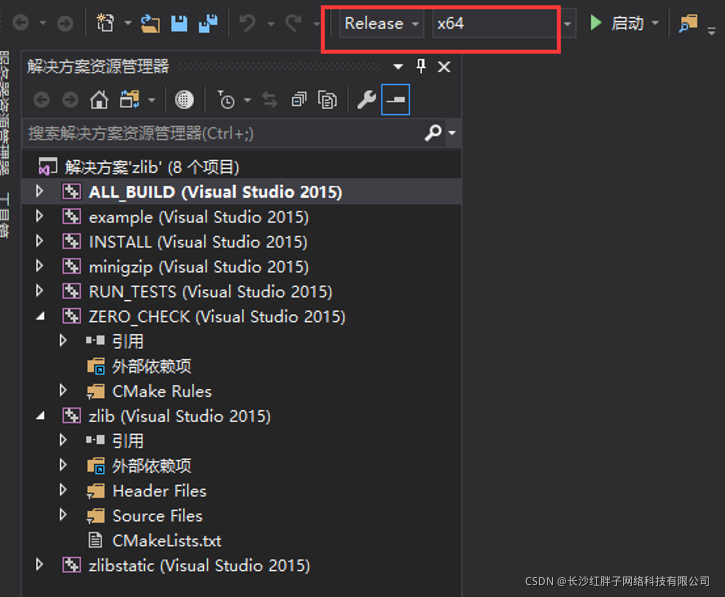 Release x64 启动
服务器资源管理器
工具箱
解决方案资源管理器
搜索解决方案资源管理器(Ctrl+;)
解决方案'zlib' (8 个项目)
ALL_BUILD (Visual Studio 2015)
example (Visual Studio 2015)
INSTALL (Visual Studio 2015)
minigzip (Visual Studio 2015)
RUN_TESTS (Visual Studio 2015)
ZERO_CHECK (Visual Studio 2015)
引用
外部依赖项
CMake Rules
zlib (Visual Studio 2015)
引用
外部依赖项
Header Files
Source Files
CMakeLists.txt
zlibstatic (Visual Studio 2015)
CSDN @长沙红胖子网络科技有限公司